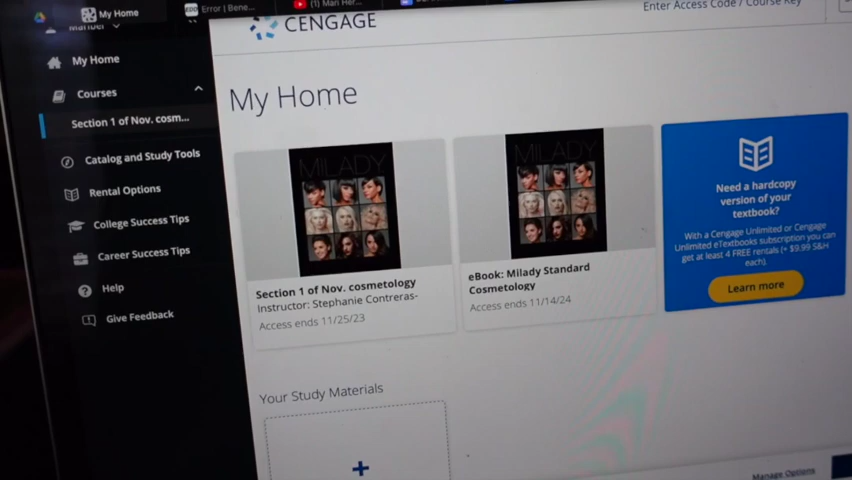 My Home
Error | Bene...
(1) Man Her...
CENGAGE
Enter Access Code / Course Key
My Home
Courses
Section 1 of Nov. cosm...
Catalog and Study Tools
Rental Options
College Success Tips
Career Success Tips
Help
Give Feedback
My Home
MILADY
Section 1 of Nov. cosmetology
Instructor: Stephanie Contreras-
Access ends 11/25/23
MILADY
eBook: Milady Standard
Cosmetology
Access ends 11/14/24
Need a hardcopy
version of your
textbook?
With a Cengage Unlimited or Cengage
Unlimited eTextbooks subscription you can
get at least 4 FREE rentals (+ $9.99 S&H
each).
Learn more
Your Study Materials
+
Manage Options